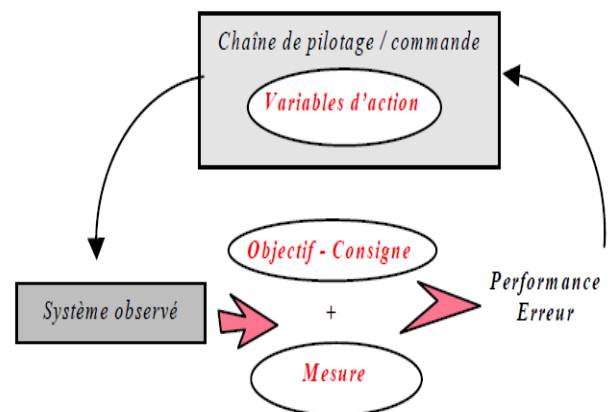 Chaîne de pilotage / commande
Variables d'action
Objectif - Consigne
Système observé
+
Performance
Erreur
Mesure